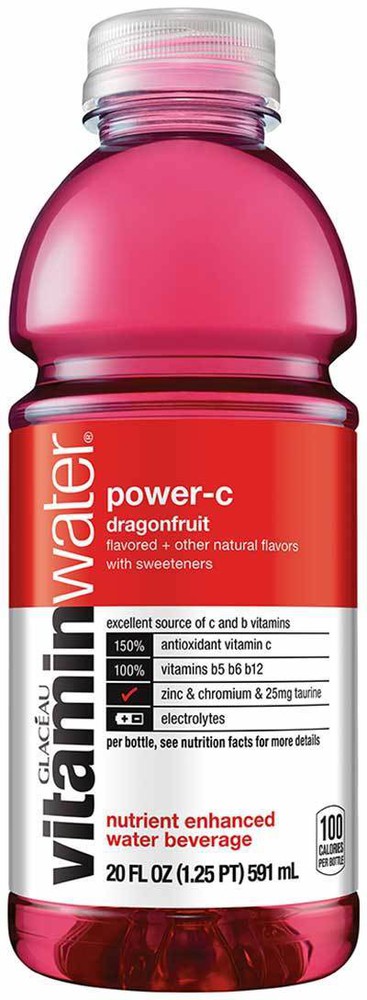 GLACÉAU
vitaminwater®
power-c
dragonfruit
flavored + other natural flavors
with sweeteners
excellent source of c and b vitamins
150% antioxidant vitamin c
100% vitamins b5 b6 b12
✓ zinc & chromium & 25mg taurine
electrolytes
per bottle, see nutrition facts for more details
nutrient enhanced
water beverage
100
CALORIES
PER BOTTLE
20 FL OZ (1.25 PT) 591 mL